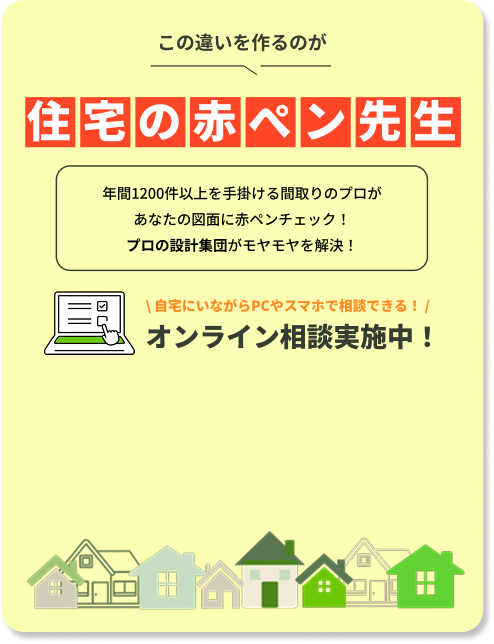 この違いを作るのが
住宅の赤ペン先生
年間1200件以上を手掛ける間取りのプロが
あなたの図面に赤ペンチェック！
プロの設計集団がモヤモヤを解決！
\ 自宅にいながらPCやスマホで相談できる！ /
オンライン相談実施中！